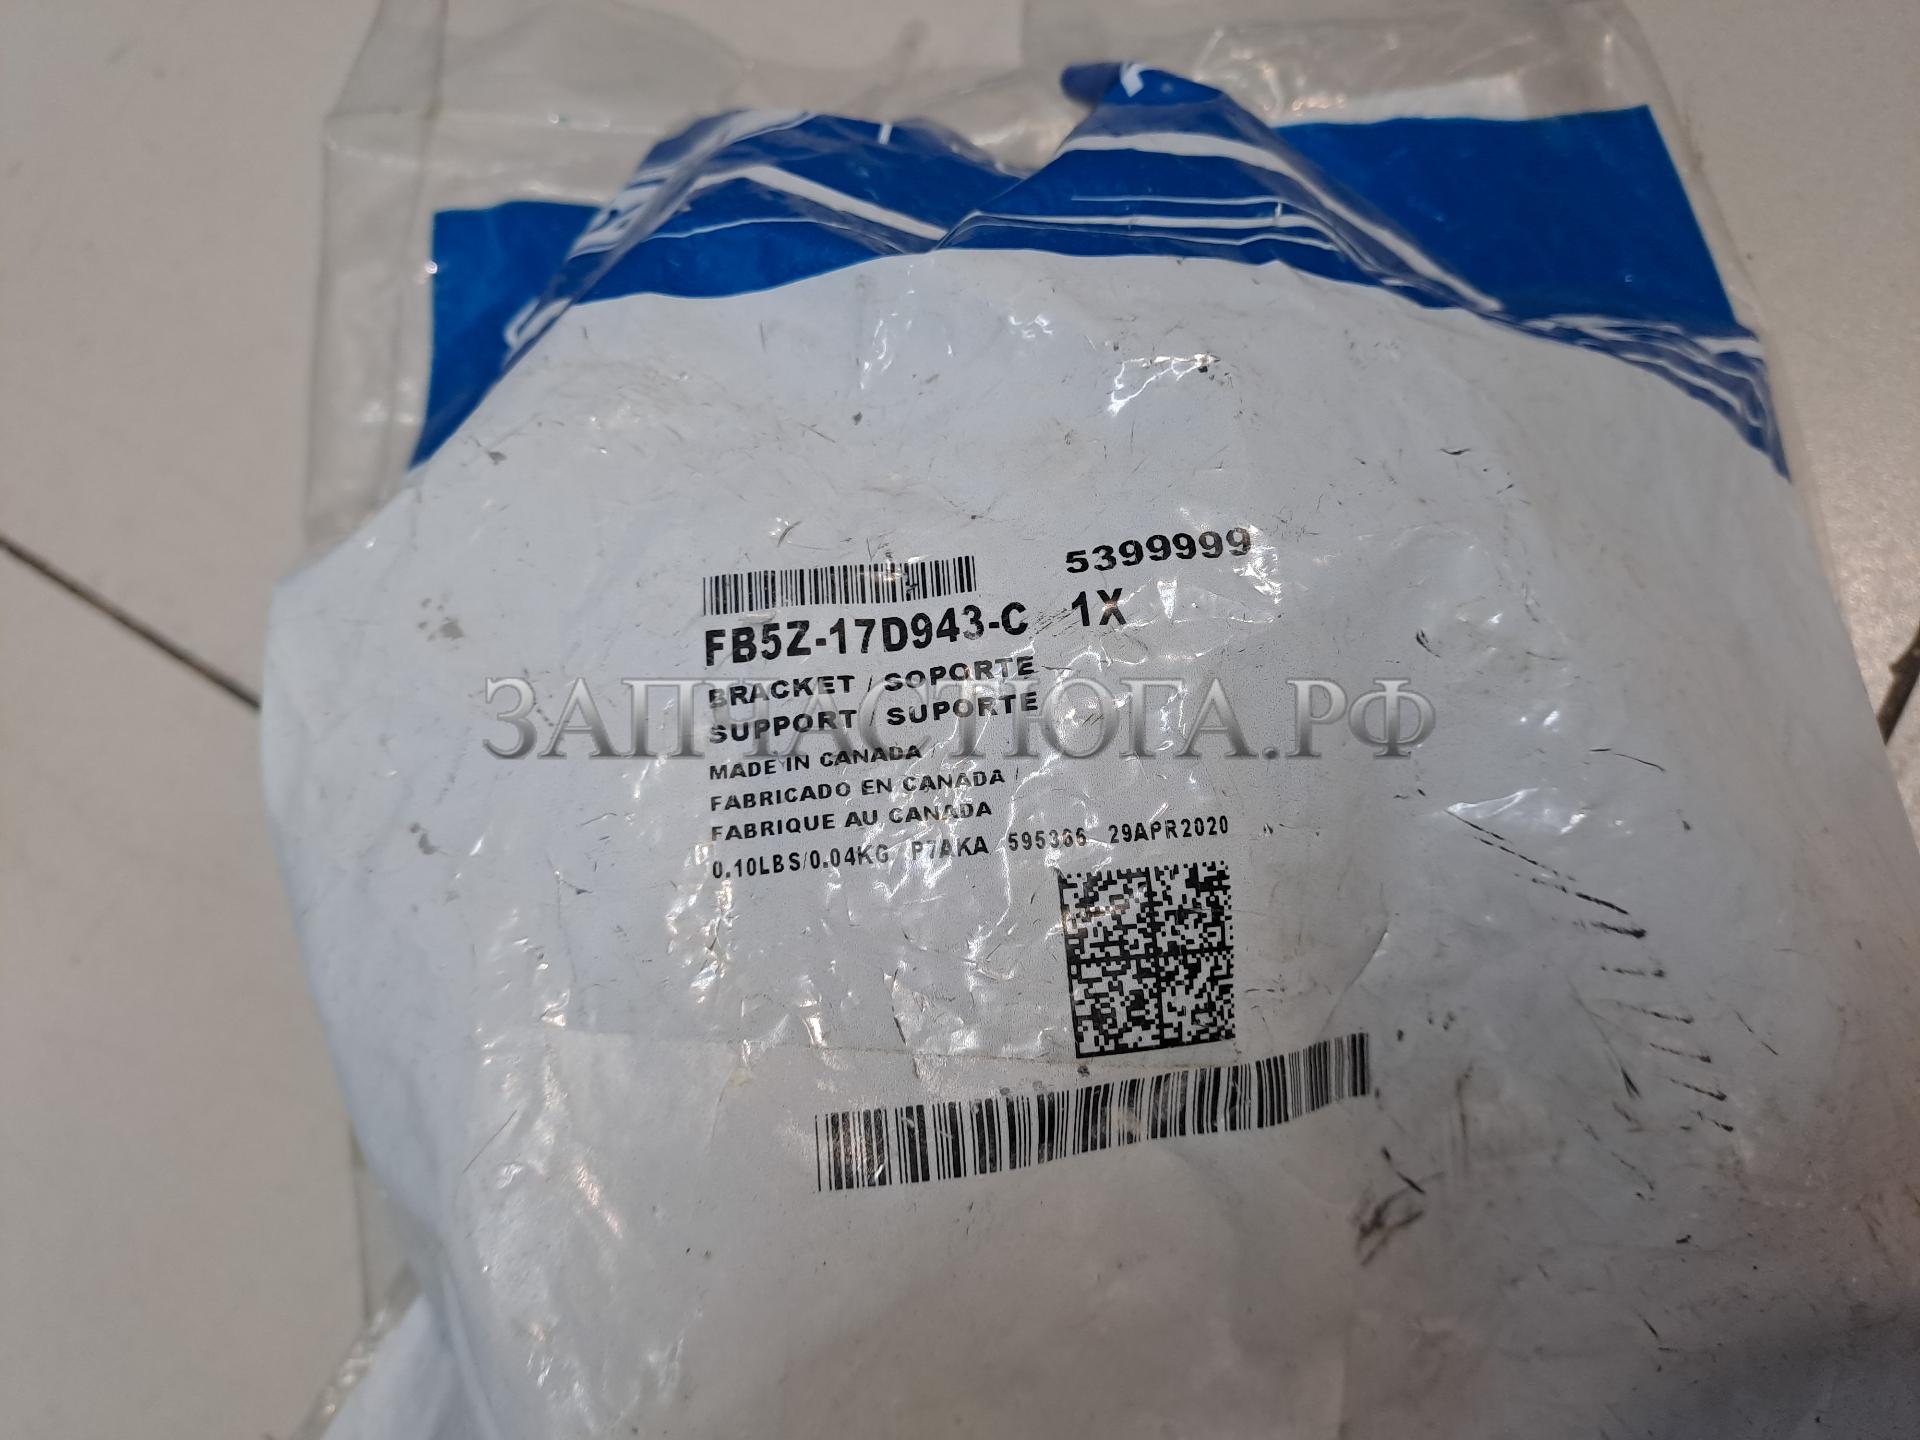 5399999
FB5Z-17D943-C 1X
BRACKET / SOPORTE
SUPPORT / SUPORTE
ЗАПЧАСТЮГА.РФ
MADE IN CANADA /
FABRICADO EN CANADA /
FABRIQUE AU CANADA
0.10LBS/0.04KG P7AKA 595366 29APR2020